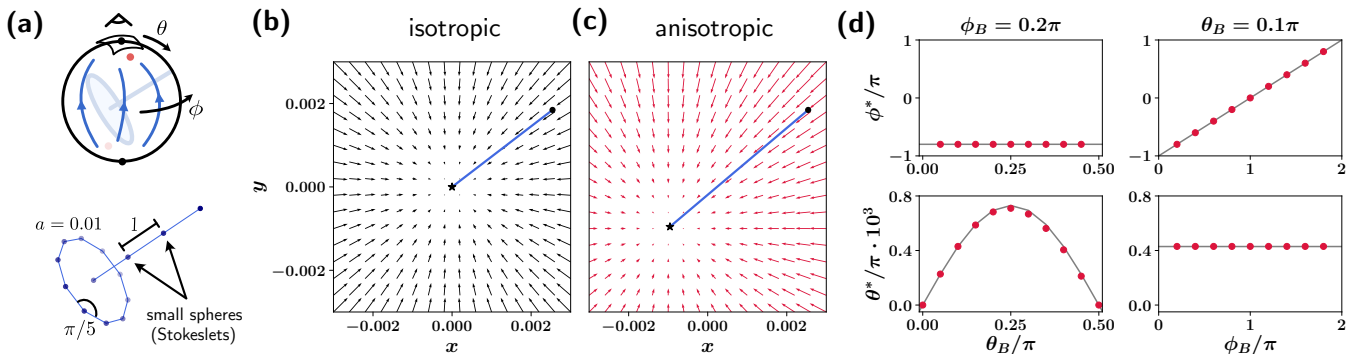 (a)
θ
ϕ
a = 0.01
1
π/5
small spheres
(Stokeslets)
(b)
isotropic
0.002
0.000
−0.002
y
−0.002
0.000
0.002
x
(c)
anisotropic
−0.002
0.000
0.002
x
(d)
ϕ_B = 0.2π
θ_B = 0.1π
ϕ*/π
1
0
−1
0.00
0.25
0.50
1
0
−1
0
1
2
θ*/π · 10³
0.8
0.4
0.0
0.00
0.25
0.50
θ_B/π
0.8
0.4
0.0
0
1
2
ϕ_B/π